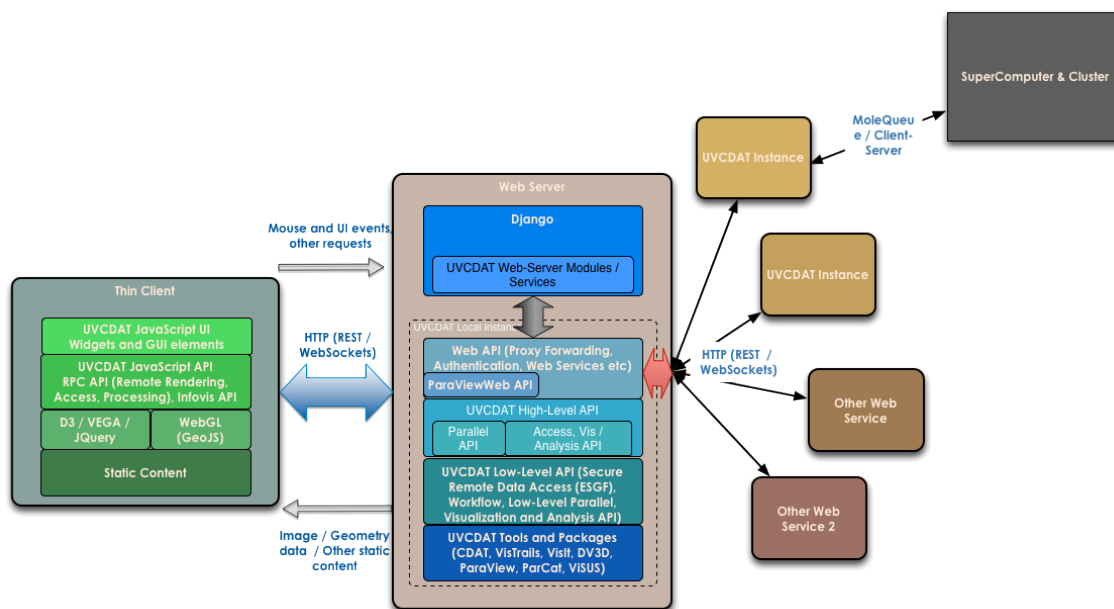 SuperComputer & Cluster
MoleQueu
e / Client-
Server
UVCDAT Instance
Web Server
Django
UVCDAT Web-Server Modules /
Services
Mouse and UI events,
other requests
UVCDAT Instance
Thin Client
UVCDAT JavaScript UI
Widgets and GUI elements
UVCDAT JavaScript API
RPC API (Remote Rendering,
Access, Processing), Infovis API
D3 / VEGA /
JQuery
WebGL
(GeoJS)
Static Content
HTTP (REST /
WebSockets)
UVCDAT Local Instanc
Web API (Proxy Forwarding,
Authentication, Web Services etc)
ParaViewWeb API
UVCDAT High-Level API
Parallel
API
Access, Vis /
Analysis API
UVCDAT Low-Level API (Secure
Remote Data Access (ESGF),
Workflow, Low-Level Parallel,
Visualization and Analysis API)
UVCDAT Tools and Packages
(CDAT, VisTrails, VisIt, DV3D,
ParaView, ParCat, ViSUS)
HTTP (REST /
WebSockets)
Other Web
Service
Other Web
Service 2
Image / Geometry
data / Other static
content